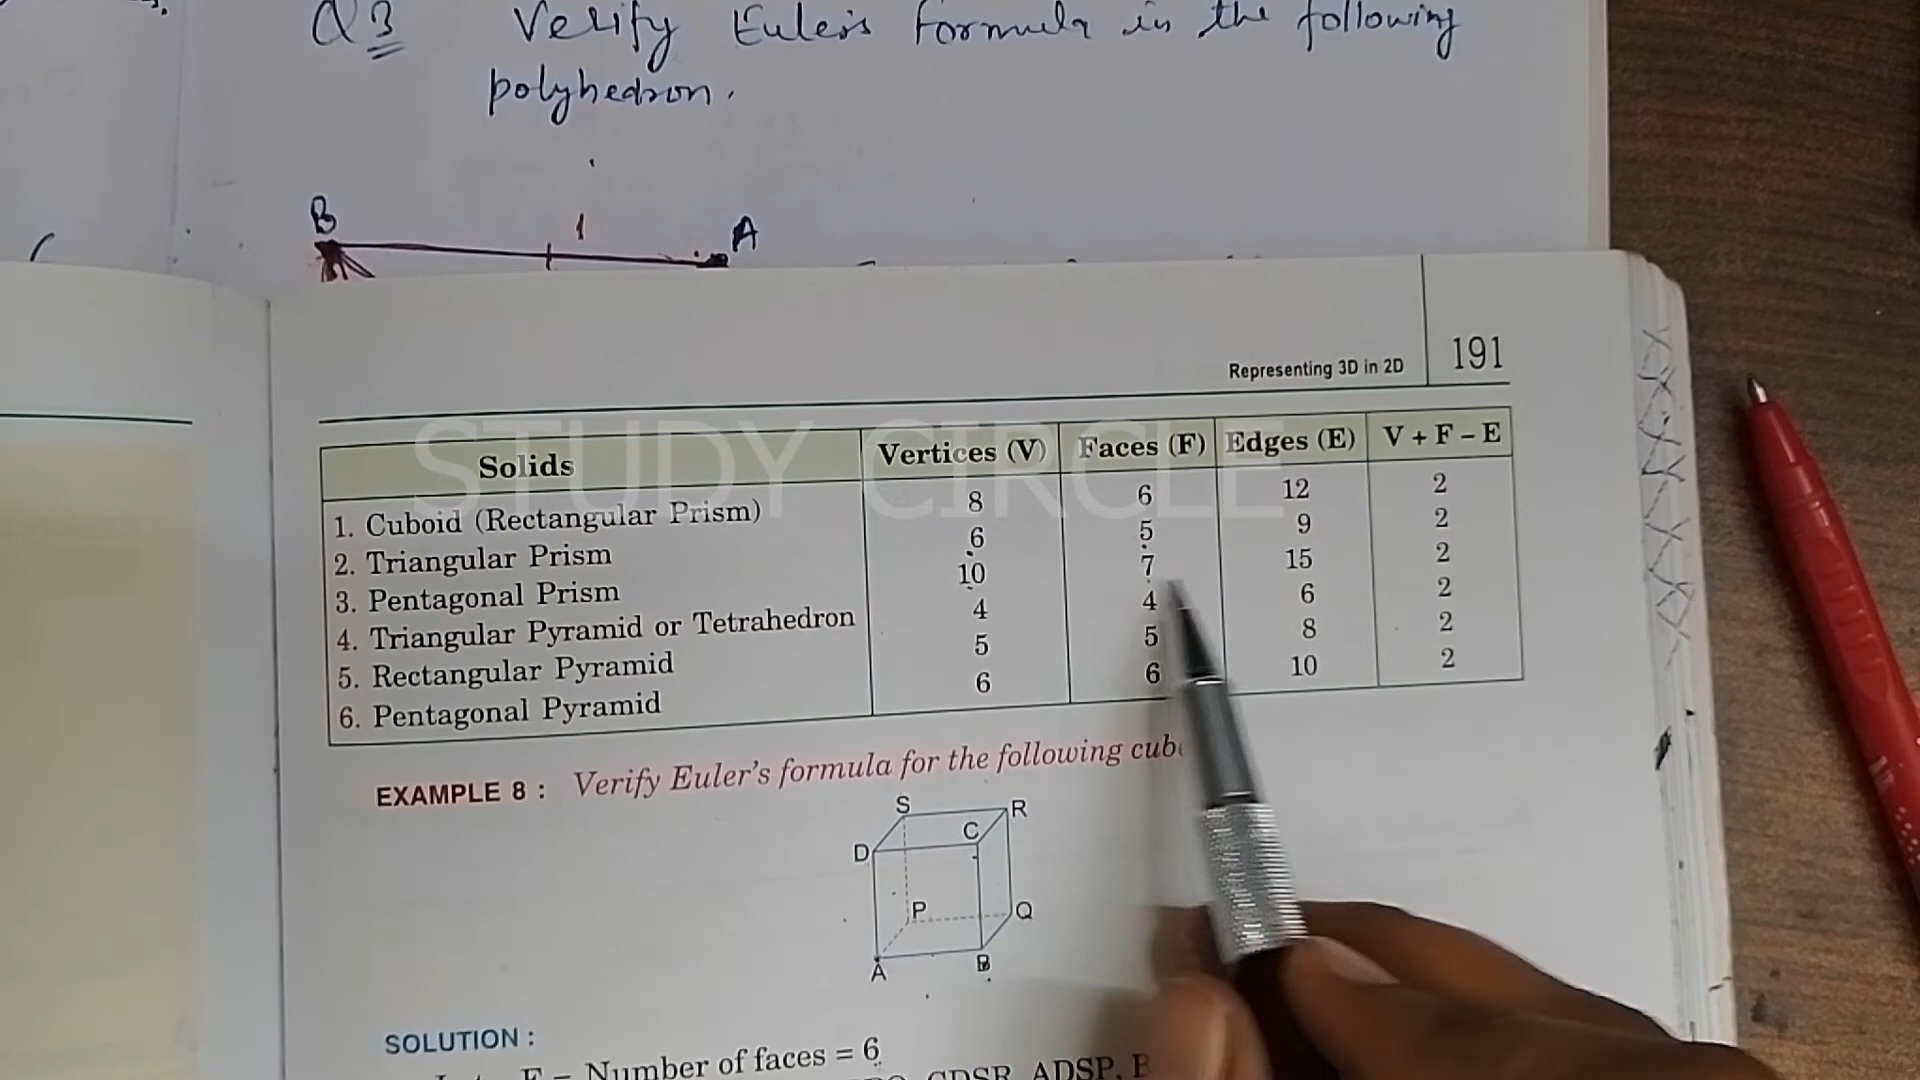 Q3 Verify Euler's formula in the following
polyhedron.
B 1 A
Representing 3D in 2D 191
STUDY CIRCLE
Solids Vertices (V) Faces (F) Edges (E) V + F – E
1. Cuboid (Rectangular Prism) 8 6 12 2
2. Triangular Prism 6 5 9 2
3. Pentagonal Prism 10 7 15 2
4. Triangular Pyramid or Tetrahedron 4 4 6 2
5. Rectangular Pyramid 5 5 8 2
6. Pentagonal Pyramid 6 6 10 2
EXAMPLE 8 : Verify Euler's formula for the following
S R
D C
P Q
A B
SOLUTION :
Number of faces = 6
CDSR, ADSP,